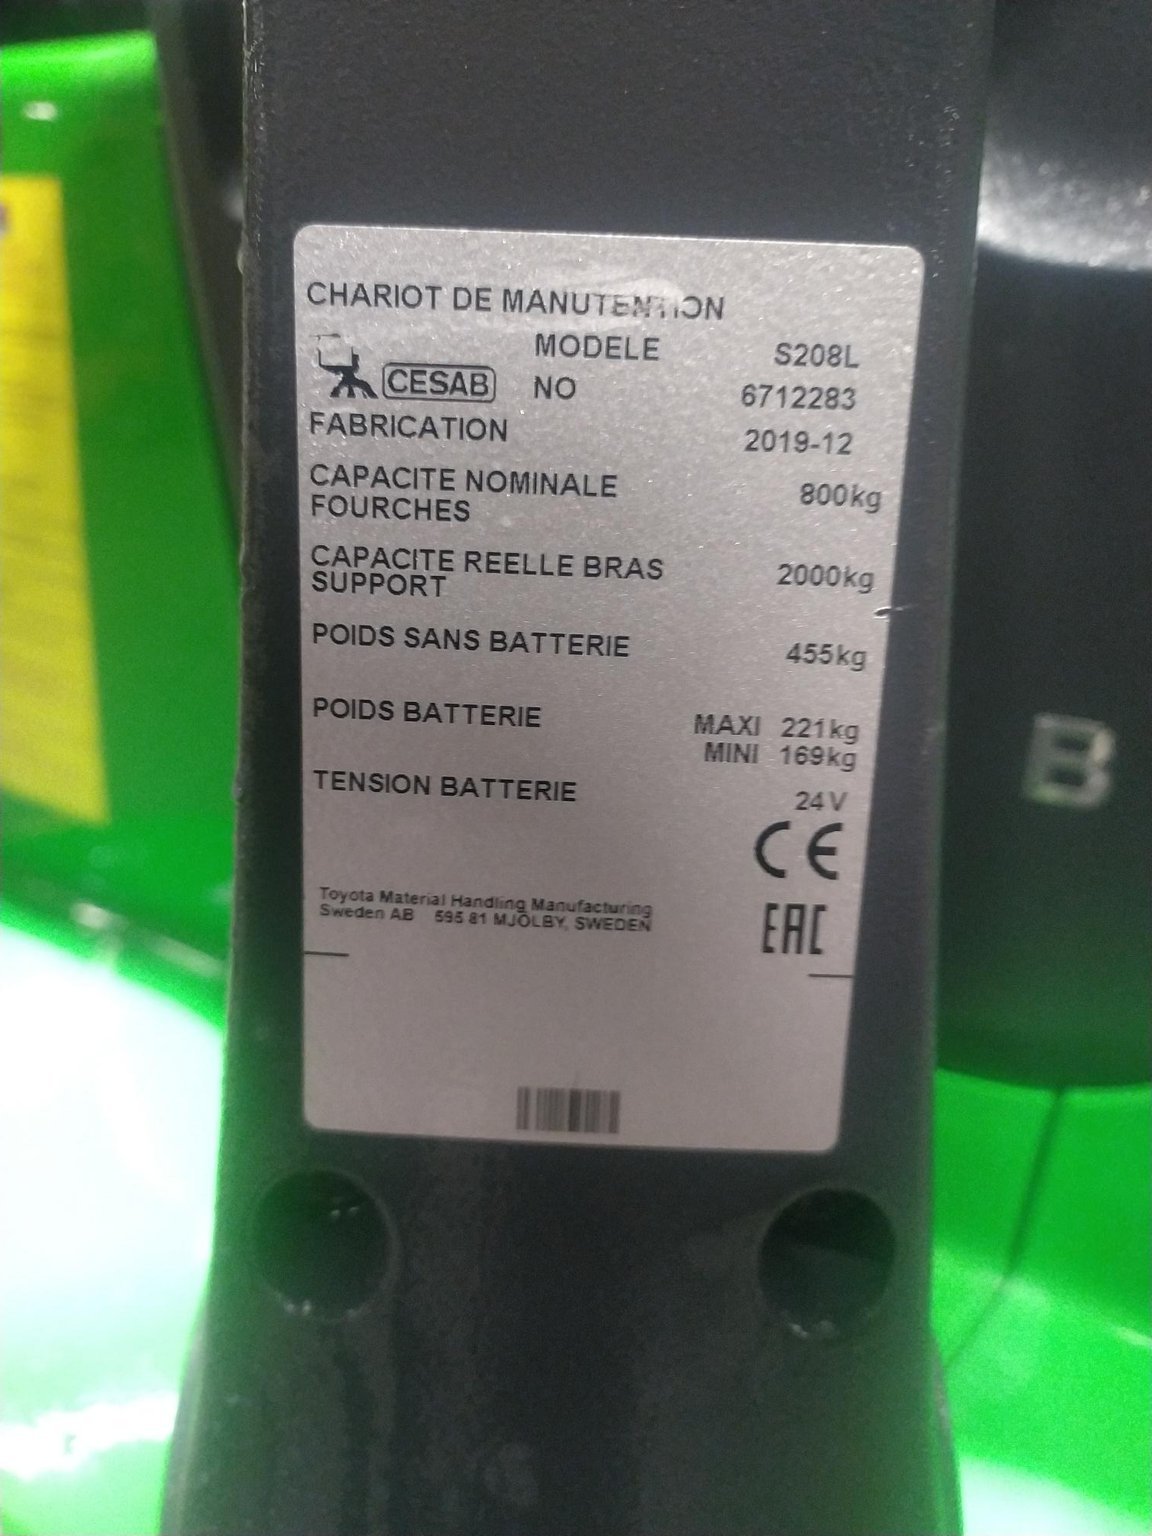 CHARIOT DE MANUTENTION
MODELE S208L
CESAB NO 6712283
FABRICATION 2019-12
CAPACITE NOMINALE
FOURCHES 800kg
CAPACITE REELLE BRAS
SUPPORT 2000kg
POIDS SANS BATTERIE 455kg
POIDS BATTERIE MAXI 221kg
MINI 169kg
TENSION BATTERIE 24V
CE
Toyota Material Handling Manufacturing
Sweden AB 595 81 MJÖLBY, SWEDEN
EAC
B